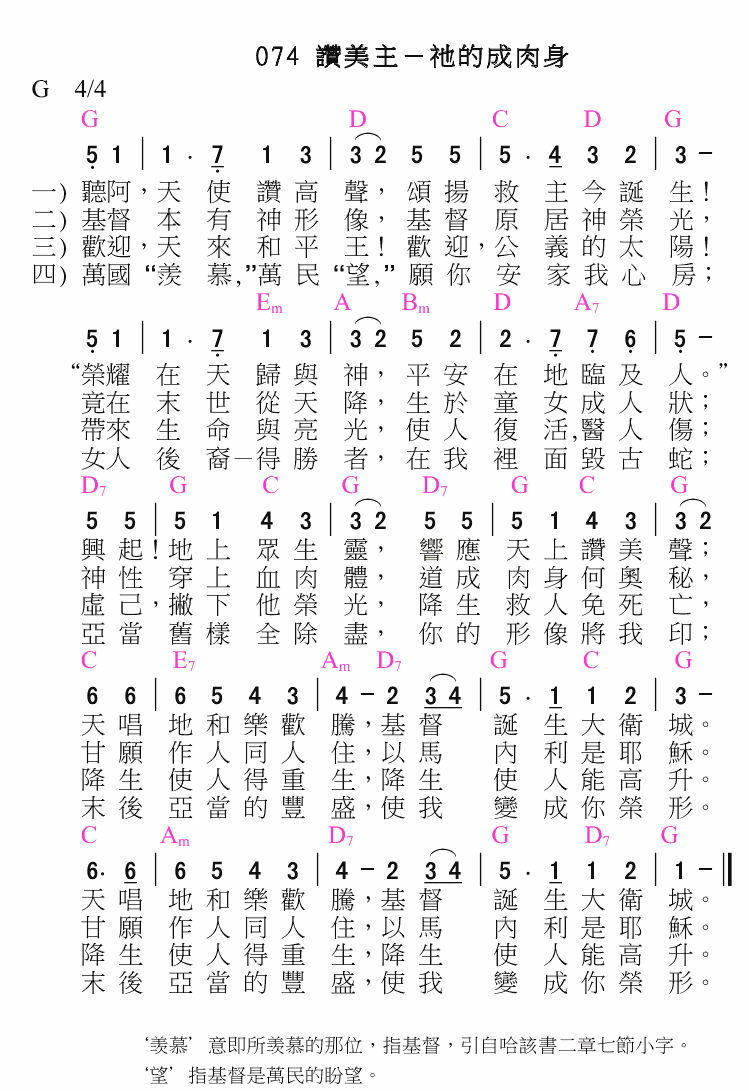 074 讚美主－祂的成肉身
G 4/4
G D C D G
5 1 | 1 · 7 1 3 | 3 2 5 5 | 5 · 4 3 2 | 3 −
一) 聽阿，天 使 讚 高 聲， 頌 揚 救 主 今 誕 生！
二) 基 督 本 有 神 形 像， 基 督 原 居 神 榮 光，
三) 歡迎，天 來 和 平 王！ 歡 迎，公 義 的 太 陽！
四) 萬國 “羨 慕，”萬 民 “望，” 願 你 安 家 我 心 房；
Em A Bm D A7 D
5 1 | 1 · 7 1 3 | 3 2 5 2 | 2 · 7 7 6 | 5 −
“榮耀 在 天 歸 與 神， 平 安 在 地 臨 及 人。”
竟在 末 世 從 天 降， 生 於 童 女 成 人 狀；
帶來 生 命 與 亮 光， 使 人 復 活，醫 人 傷；
女人 後 裔－得 勝 者， 在 我 裡 面 毀 古 蛇；
D7 G C G D7 G C G
5 5 | 5 1 4 3 | 3 2 5 5 | 5 1 4 3 | 3 2
興 起！地 上 眾 生 靈， 響 應 天 上 讚 美 聲；
神 性 穿 上 血 肉 體， 道 成 肉 身 何 奧 秘，
虛 己，撇 下 他 榮 光， 降 生 救 人 免 死 亡，
亞 當 舊 樣 全 除 盡， 你 的 形 像 將 我 印；
C E7 Am D7 G C G
6 6 | 6 5 4 3 | 4 − 2 3 4 | 5 · 1 1 2 | 3 −
天 唱 地 和 樂 歡 騰，基 督 誕 生 大 衛 城。
甘 願 作 人 同 人 住，以 馬 內 利 是 耶 穌。
降 生 使 人 得 重 生，降 生 使 人 能 高 升。
末 後 亞 當 的 豐 盛，使 我 變 成 你 榮 形。
C Am D7 G D7 G
6· 6 | 6 5 4 3 | 4 − 2 3 4 | 5 · 1 1 2 | 1 −
天 唱 地 和 樂 歡 騰，基 督 誕 生 大 衛 城。
甘 願 作 人 同 人 住，以 馬 內 利 是 耶 穌。
降 生 使 人 得 重 生，降 生 使 人 能 高 升。
末 後 亞 當 的 豐 盛，使 我 變 成 你 榮 形。
‘羨慕’意即所羨慕的那位，指基督，引自哈該書二章七節小字。
‘望’指基督是萬民的盼望。